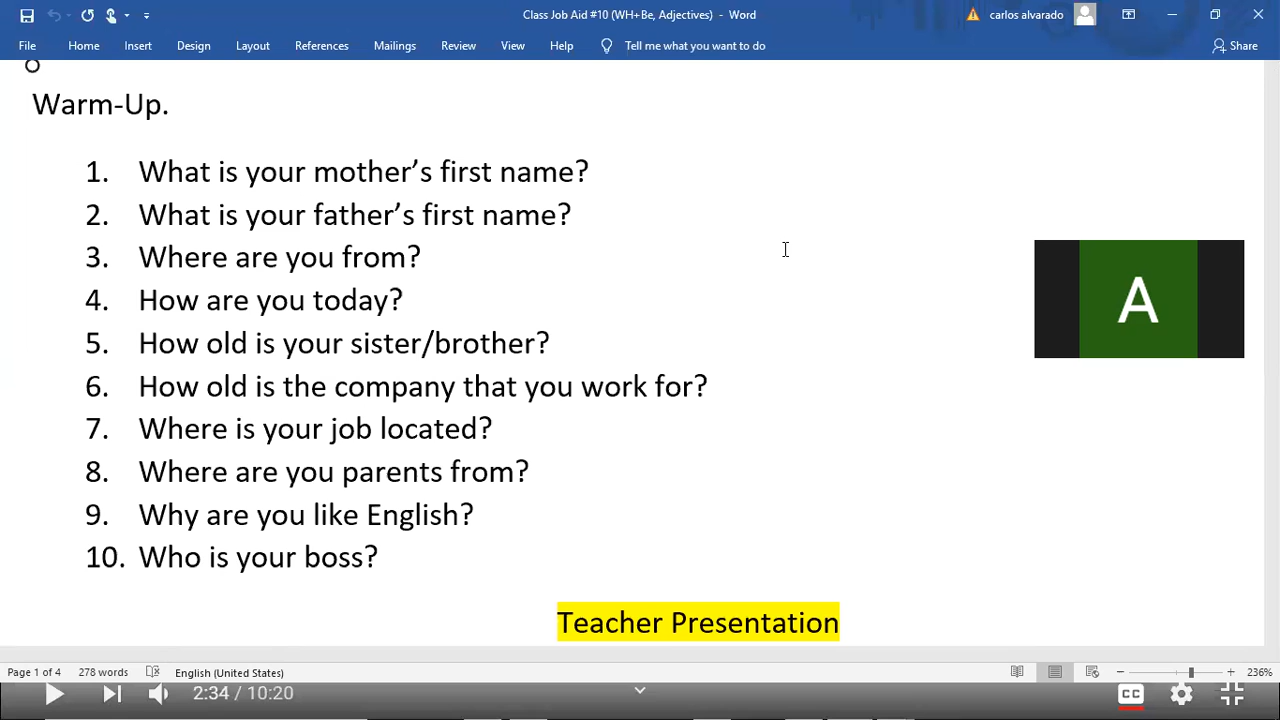 Class Job Aid #10 (WH+Be, Adjectives) - Word
carlos alvarado
File Home Insert Design Layout References Mailings Review View Help Tell me what you want to do Share
Warm-Up.
1. What is your mother’s first name?
2. What is your father’s first name?
3. Where are you from?
4. How are you today?
5. How old is your sister/brother?
6. How old is the company that you work for?
7. Where is your job located?
8. Where are you parents from?
9. Why are you like English?
10. Who is your boss?
A
Teacher Presentation
Page 1 of 4 278 words English (United States) 236%
2:34 / 10:20 CC